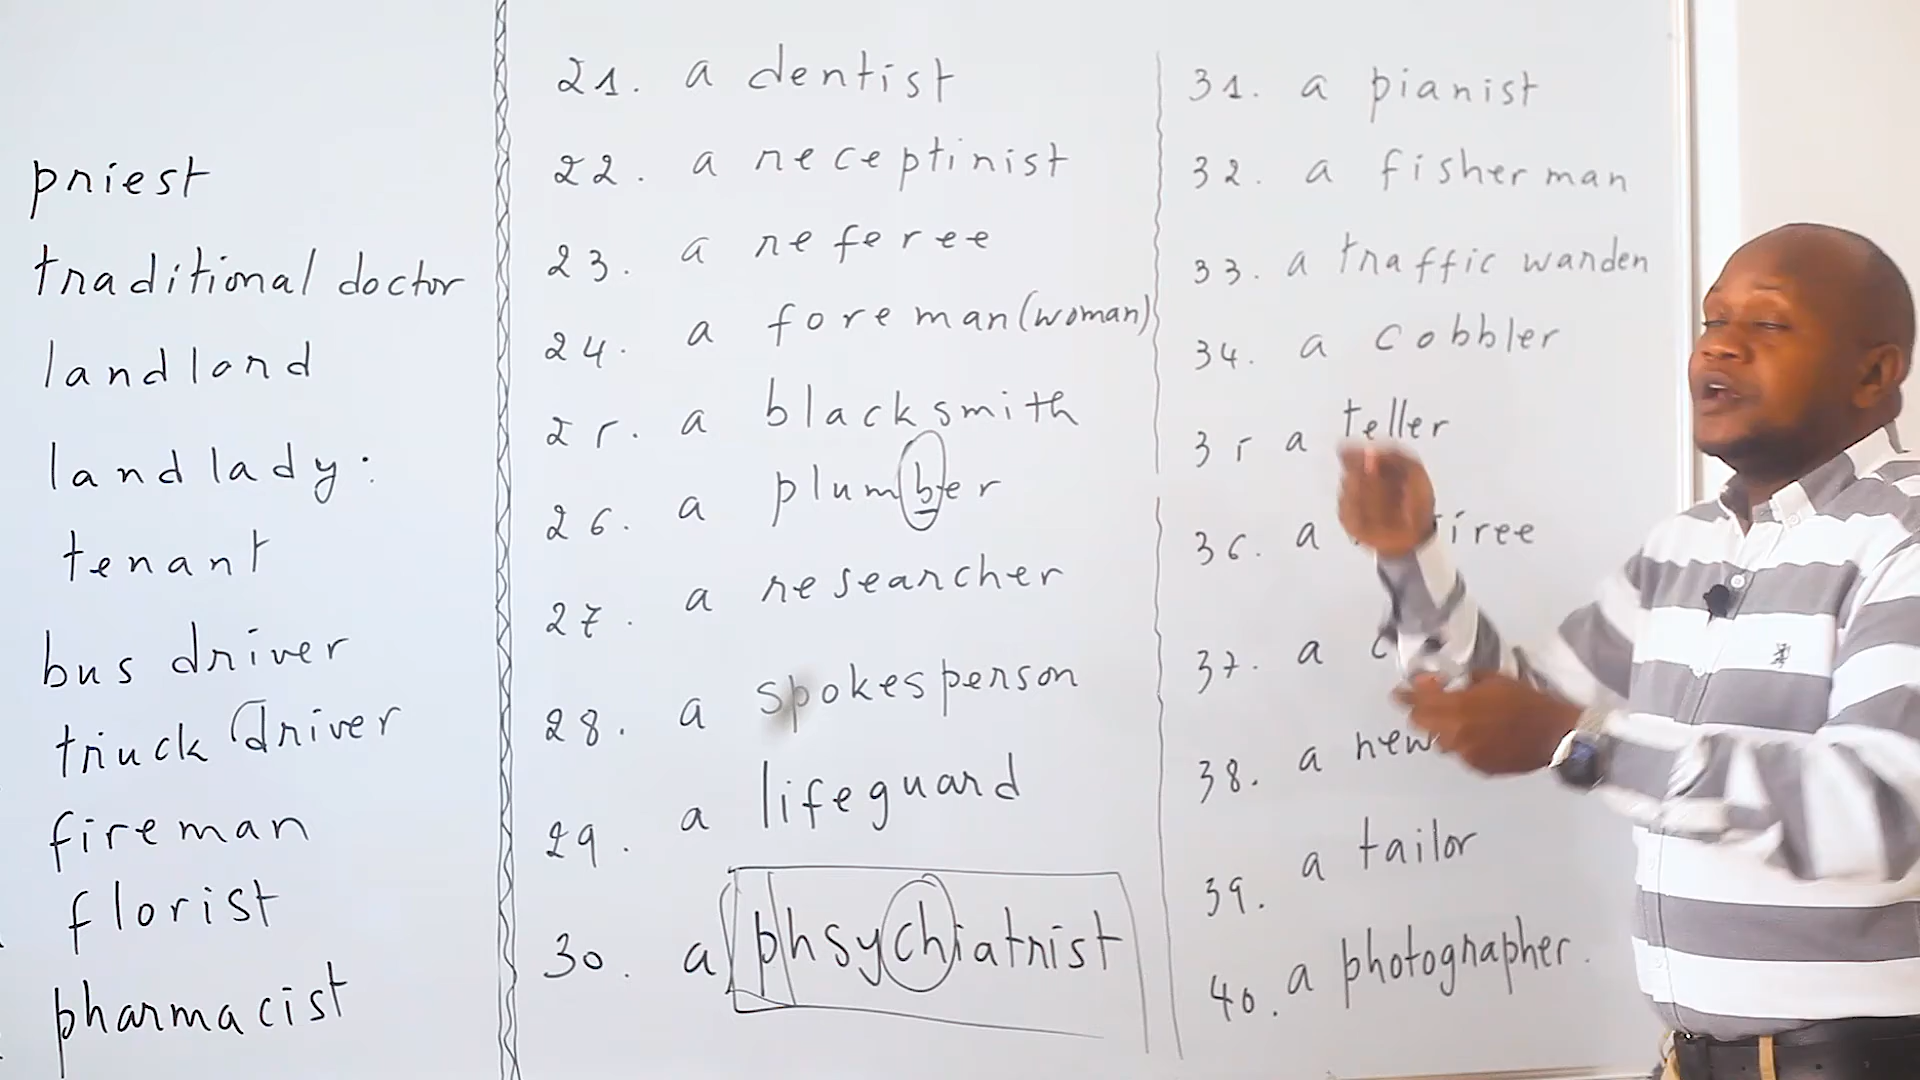 priest
traditional doctor
landlord
landlady:
tenant
bus driver
truck driver
fireman
florist
pharmacist
21. a dentist
22. a receptinist
23. a referee
24. a foreman (woman)
25. a blacksmith
26. a plumber
27. a researcher
28. a spokesperson
29. a lifeguard
30. a phsychiatrist
31. a pianist
32. a fisherman
33. a traffic warden
34. a cobbler
35 a teller
36. a
37. a
38. a
39. a tailor
40. a photographer.